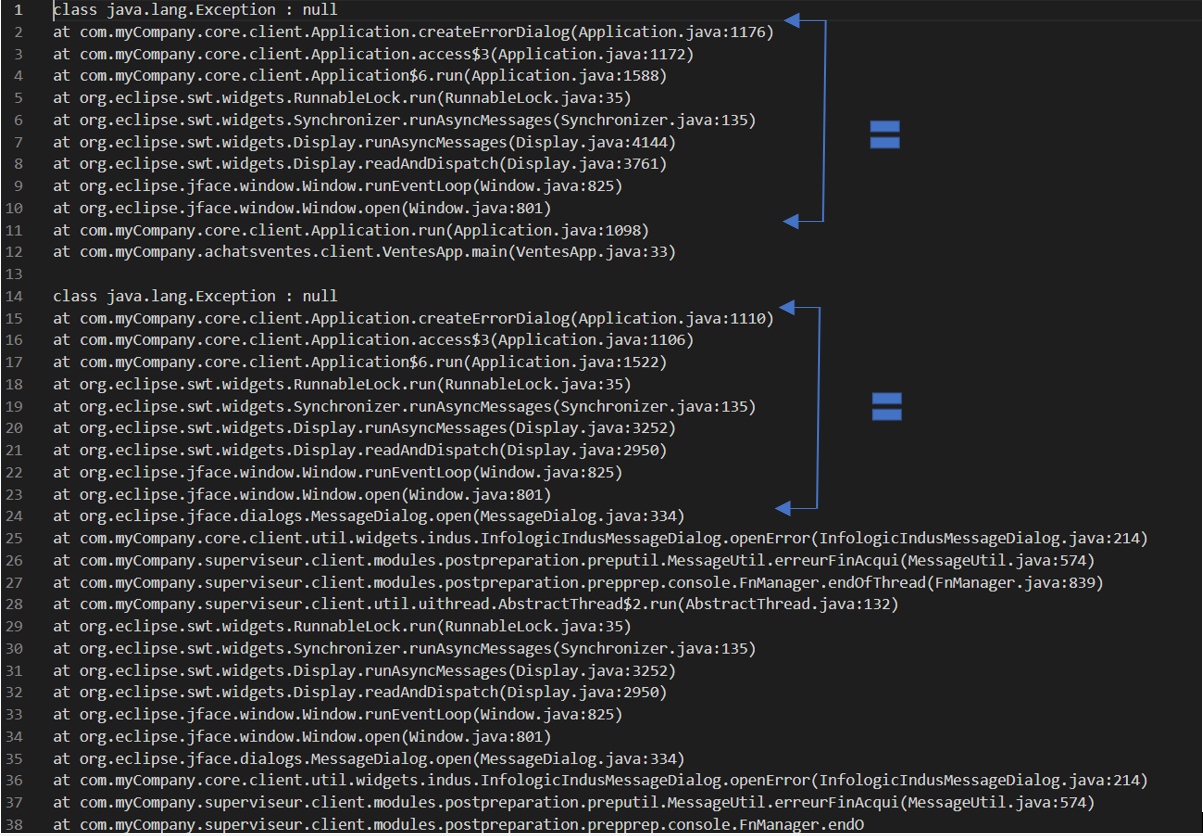 1 class java.lang.Exception : null
2 at com.myCompany.core.client.Application.createErrorDialog(Application.java:1176)
3 at com.myCompany.core.client.Application.access$3(Application.java:1172)
4 at com.myCompany.core.client.Application$6.run(Application.java:1588)
5 at org.eclipse.swt.widgets.RunnableLock.run(RunnableLock.java:35)
6 at org.eclipse.swt.widgets.Synchronizer.runAsyncMessages(Synchronizer.java:135)
7 at org.eclipse.swt.widgets.Display.runAsyncMessages(Display.java:4144)
8 at org.eclipse.swt.widgets.Display.readAndDispatch(Display.java:3761)
9 at org.eclipse.jface.window.Window.runEventLoop(Window.java:825)
10 at org.eclipse.jface.window.Window.open(Window.java:801)
11 at com.myCompany.core.client.Application.run(Application.java:1098)
12 at com.myCompany.achatsventes.client.VentesApp.main(VentesApp.java:33)
13
14 class java.lang.Exception : null
15 at com.myCompany.core.client.Application.createErrorDialog(Application.java:1110)
16 at com.myCompany.core.client.Application.access$3(Application.java:1106)
17 at com.myCompany.core.client.Application$6.run(Application.java:1522)
18 at org.eclipse.swt.widgets.RunnableLock.run(RunnableLock.java:35)
19 at org.eclipse.swt.widgets.Synchronizer.runAsyncMessages(Synchronizer.java:135)
20 at org.eclipse.swt.widgets.Display.runAsyncMessages(Display.java:3252)
21 at org.eclipse.swt.widgets.Display.readAndDispatch(Display.java:2950)
22 at org.eclipse.jface.window.Window.runEventLoop(Window.java:825)
23 at org.eclipse.jface.window.Window.open(Window.java:801)
24 at org.eclipse.jface.dialogs.MessageDialog.open(MessageDialog.java:334)
25 at com.myCompany.core.client.util.widgets.indus.InfologicIndusMessageDialog.openError(InfologicIndusMessageDialog.java:214)
26 at com.myCompany.superviseur.client.modules.postpreparation.preputil.MessageUtil.erreurFinAcqui(MessageUtil.java:574)
27 at com.myCompany.superviseur.client.modules.postpreparation.prepprep.console.FnManager.endOfThread(FnManager.java:839)
28 at com.myCompany.superviseur.client.util.uithread.AbstractThread$2.run(AbstractThread.java:132)
29 at org.eclipse.swt.widgets.RunnableLock.run(RunnableLock.java:35)
30 at org.eclipse.swt.widgets.Synchronizer.runAsyncMessages(Synchronizer.java:135)
31 at org.eclipse.swt.widgets.Display.runAsyncMessages(Display.java:3252)
32 at org.eclipse.swt.widgets.Display.readAndDispatch(Display.java:2950)
33 at org.eclipse.jface.window.Window.runEventLoop(Window.java:825)
34 at org.eclipse.jface.window.Window.open(Window.java:801)
35 at org.eclipse.jface.dialogs.MessageDialog.open(MessageDialog.java:334)
36 at com.myCompany.core.client.util.widgets.indus.InfologicIndusMessageDialog.openError(InfologicIndusMessageDialog.java:214)
37 at com.myCompany.superviseur.client.modules.postpreparation.preputil.MessageUtil.erreurFinAcqui(MessageUtil.java:574)
38 at com.myCompany.superviseur.client.modules.postpreparation.prepprep.console.FnManager.endO